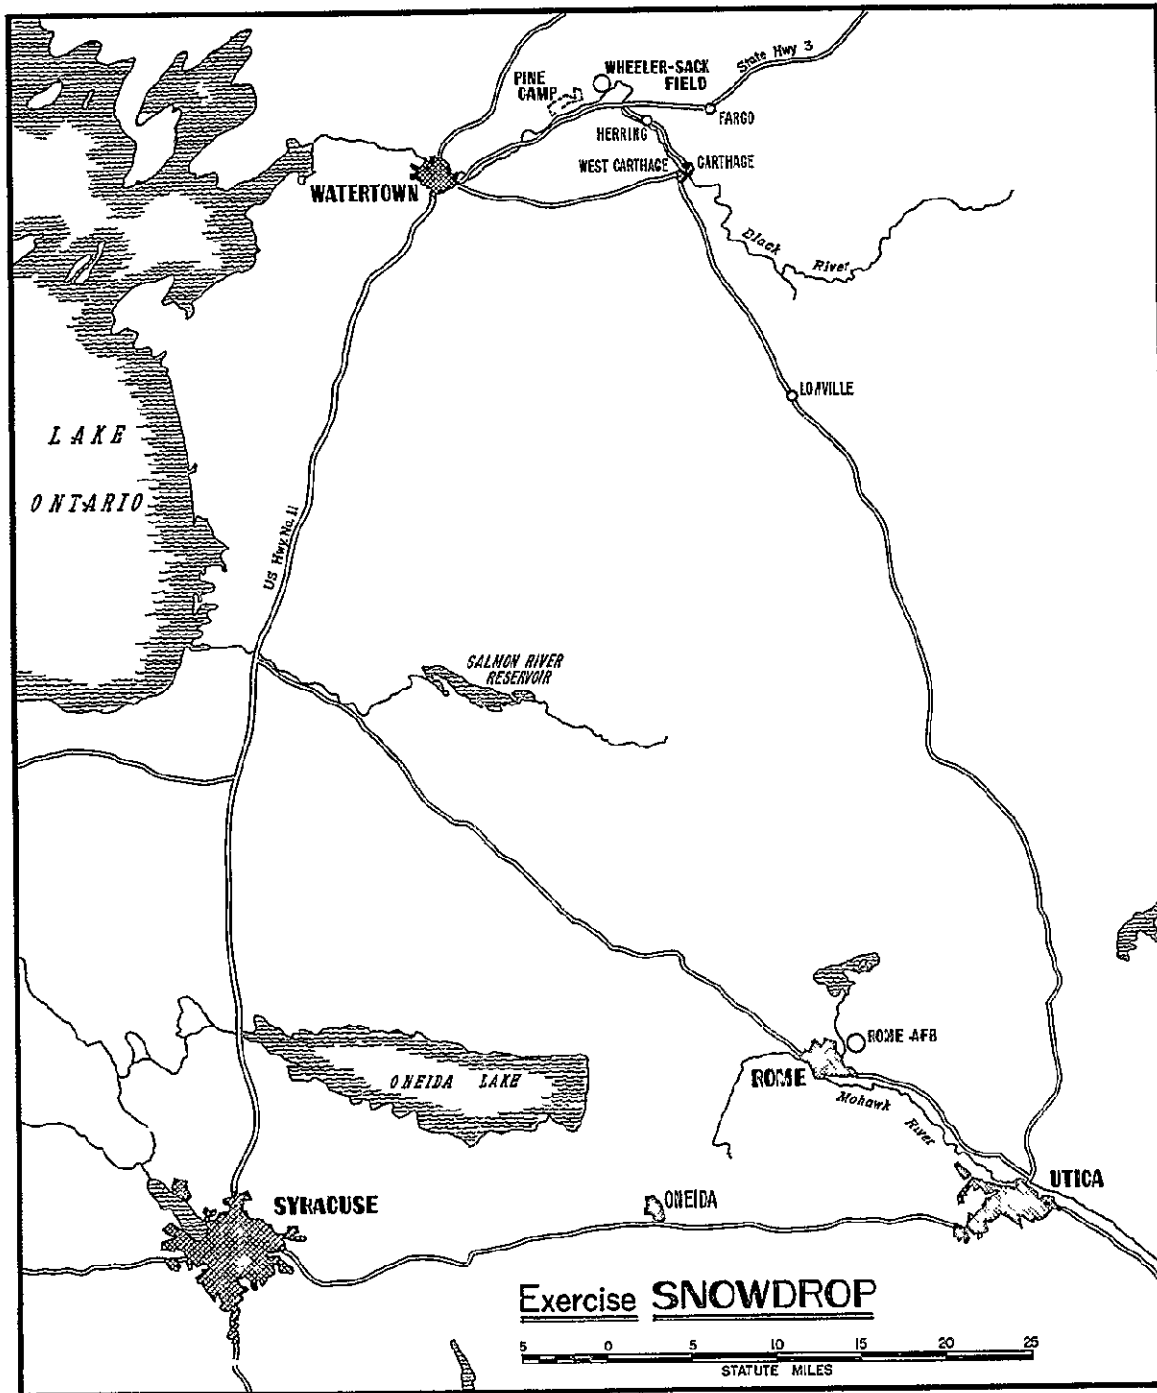 State Hwy 3
WHEELER-SACK
FIELD
PINE
CAMP
FARGO
HERRING
WEST CARTHAGE
CARTHAGE
WATERTOWN
Black
River
LOWVILLE
LAKE
ONTARIO
US Hwy. No. 11
SALMON RIVER
RESERVOIR
ROME AFB
ONEIDA LAKE
ROME
Mohawk
River
UTICA
SYRACUSE
ONEIDA
Exercise SNOWDROP
5 0 5 10 15 20 25
STATUTE MILES